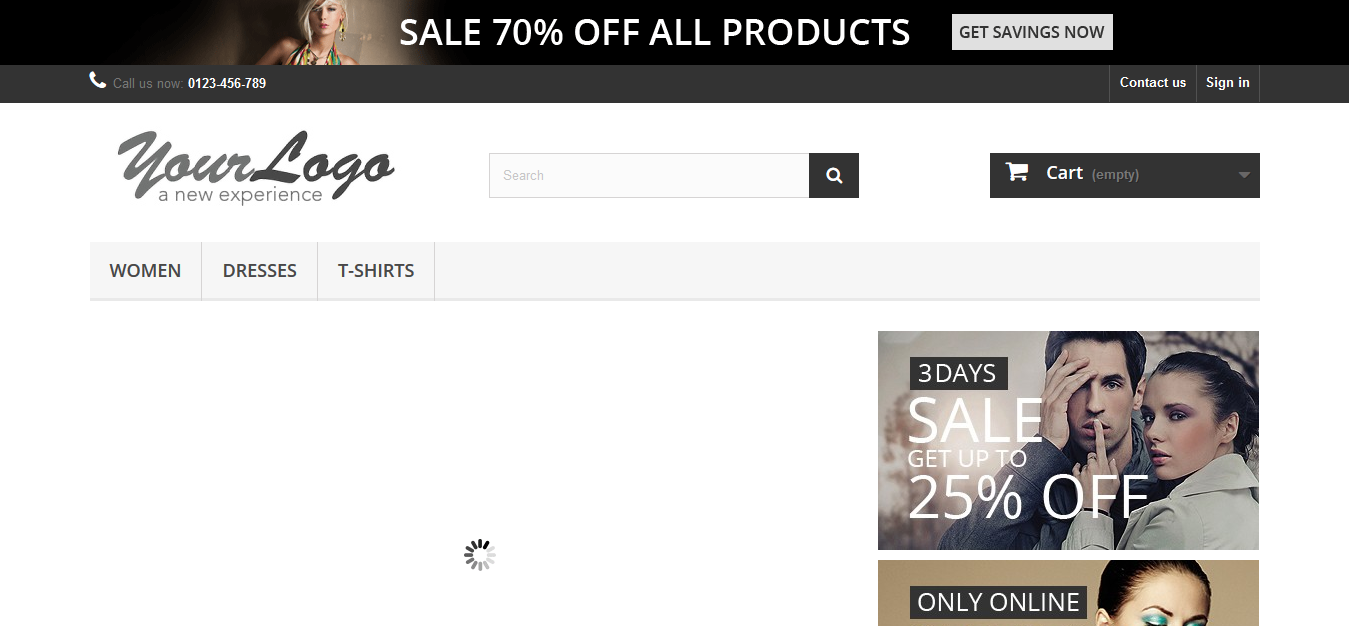 SALE 70% OFF ALL PRODUCTS
GET SAVINGS NOW
Call us now: 0123-456-789
Contact us
Sign in
YourLogo
a new experience
Search
Cart (empty)
WOMEN
DRESSES
T-SHIRTS
3 DAYS
SALE
GET UP TO
25% OFF
ONLY ONLINE